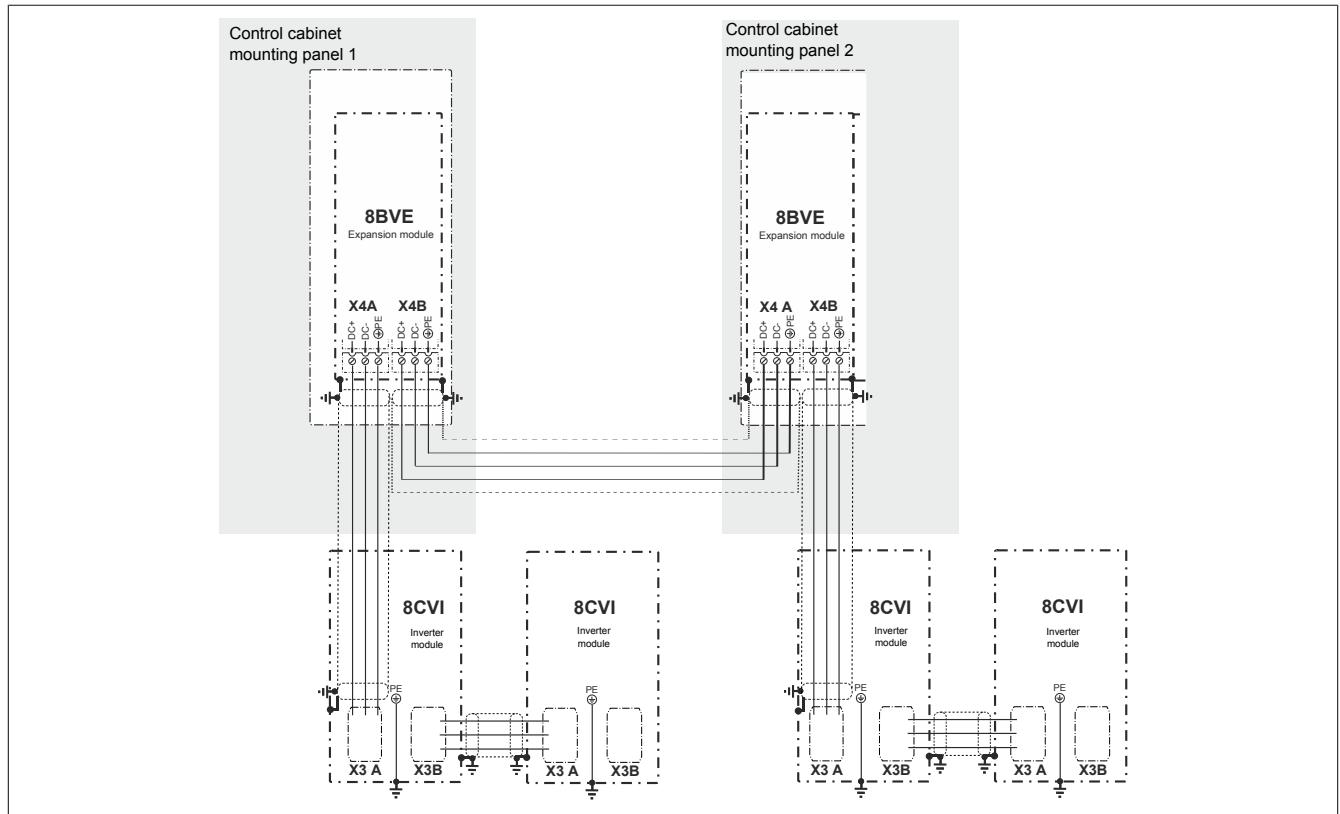 Control cabinet
mounting panel 1
Control cabinet
mounting panel 2
8BVE
Expansion module
8BVE
Expansion module
X4A X4B
X4 A X4B
DC+ DC- PE DC+ DC- PE
DC+ DC- PE DC+ DC- PE
8CVI
Inverter
module
8CVI
Inverter
module
8CVI
Inverter
module
8CVI
Inverter
module
PE
PE
PE
PE
X3 A X3B
X3 A X3B
X3 A X3B
X3 A X3B